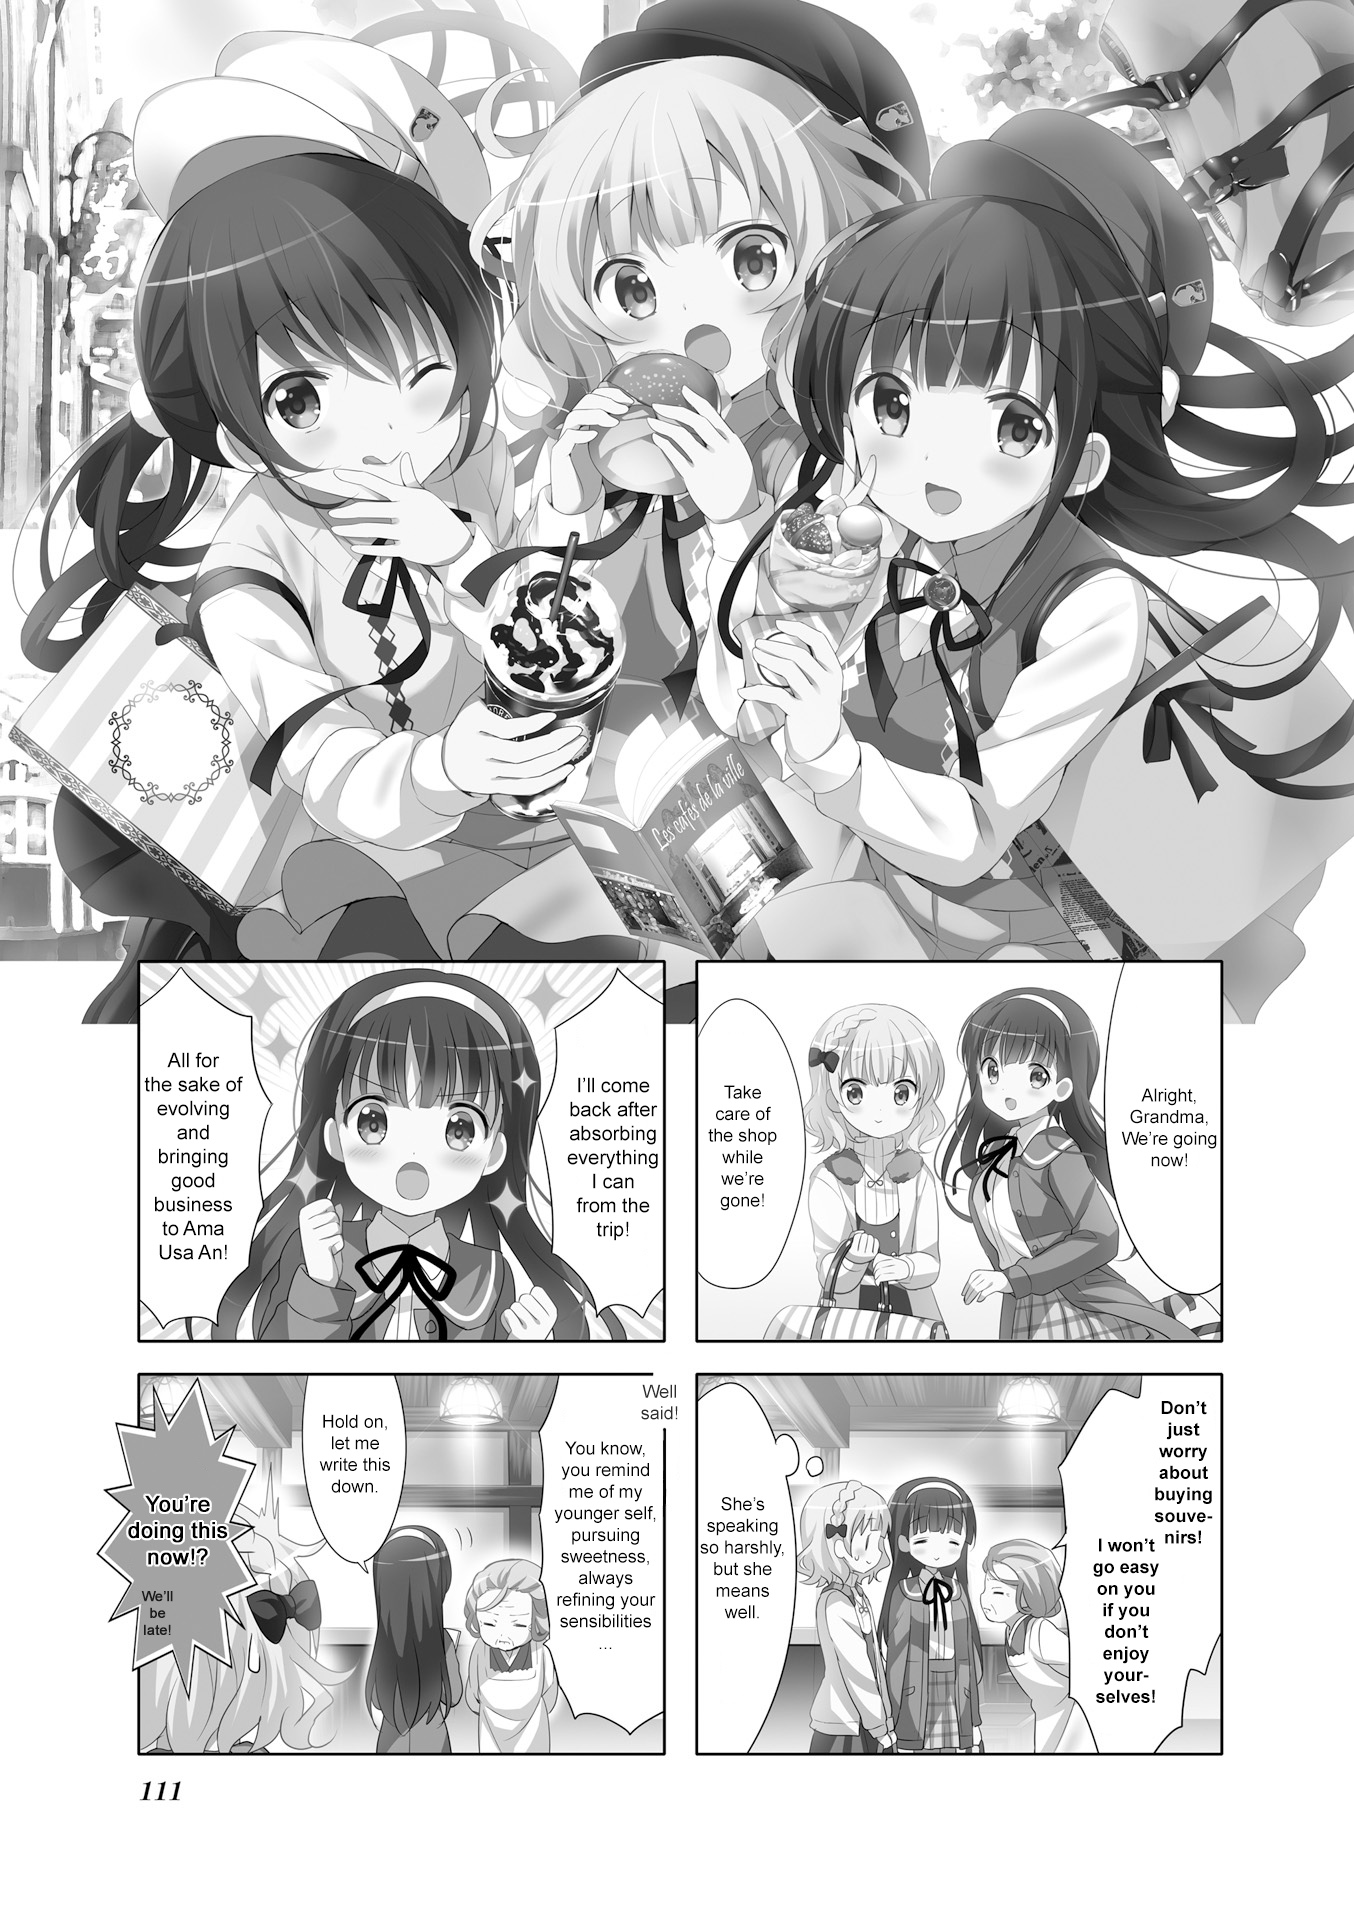 Les cafés de la ville
Alright,
Grandma,
We're going
now!
Take
care of
the shop
while
we're
gone!
Don't
just
worry
about
buying
souve-
nirs!
I won't
go easy
on you
if you
don't
enjoy
your-
selves!
She's
speaking
so harshly,
but she
means
well.
I'll come
back after
absorbing
everything
I can
from the
trip!
All for
the sake of
evolving
and
bringing
good
business
to Ama
Usa An!
Well
said!
You know,
you remind
me of my
younger self,
pursuing
sweetness,
always
refining your
sensibilities
...
Hold on,
let me
write this
down.
You're
doing this
now!?
We'll
be
late!
111